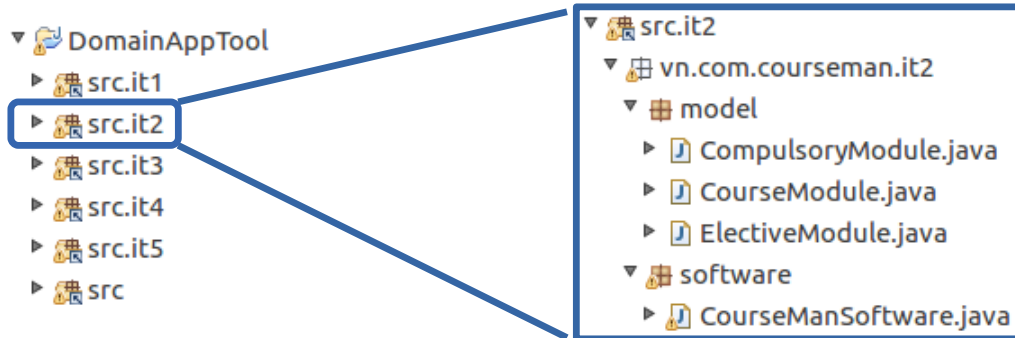 DomainAppTool
src.it1
src.it2
src.it3
src.it4
src.it5
src
src.it2
vn.com.courseman.it2
model
CompulsoryModule.java
CourseModule.java
ElectiveModule.java
software
CourseManSoftware.java